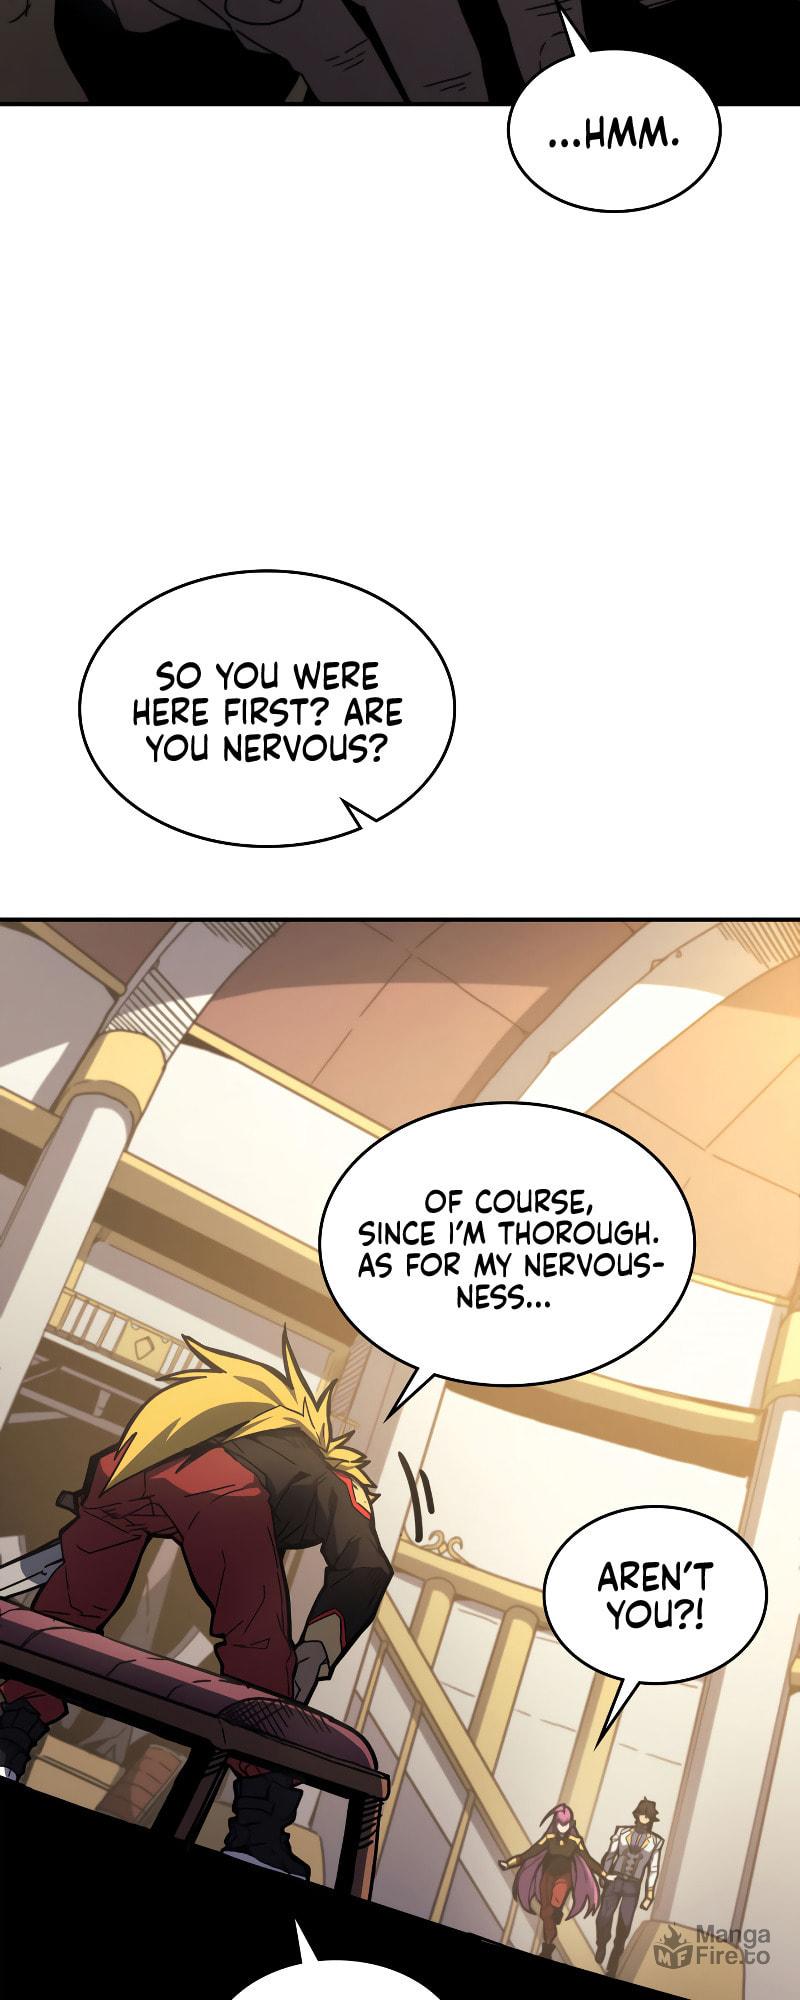 ...HMM.
SO YOU WERE
HERE FIRST? ARE
YOU NERVOUS?
OF COURSE,
SINCE I'M THOROUGH.
AS FOR MY NERVOUS-
NESS...
AREN'T
YOU?!
Manga
Fire.to
MF